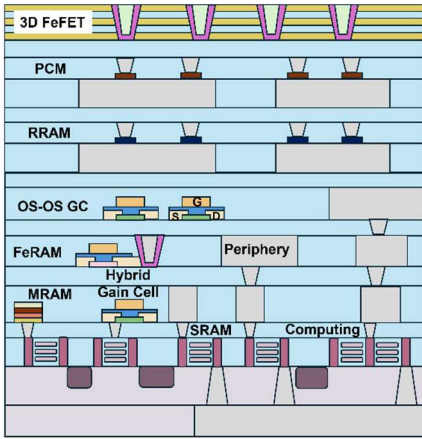 3D FeFET
PCM
RRAM
OS-OS GC
G
S
D
FeRAM
Periphery
Hybrid
Gain Cell
MRAM
SRAM
Computing